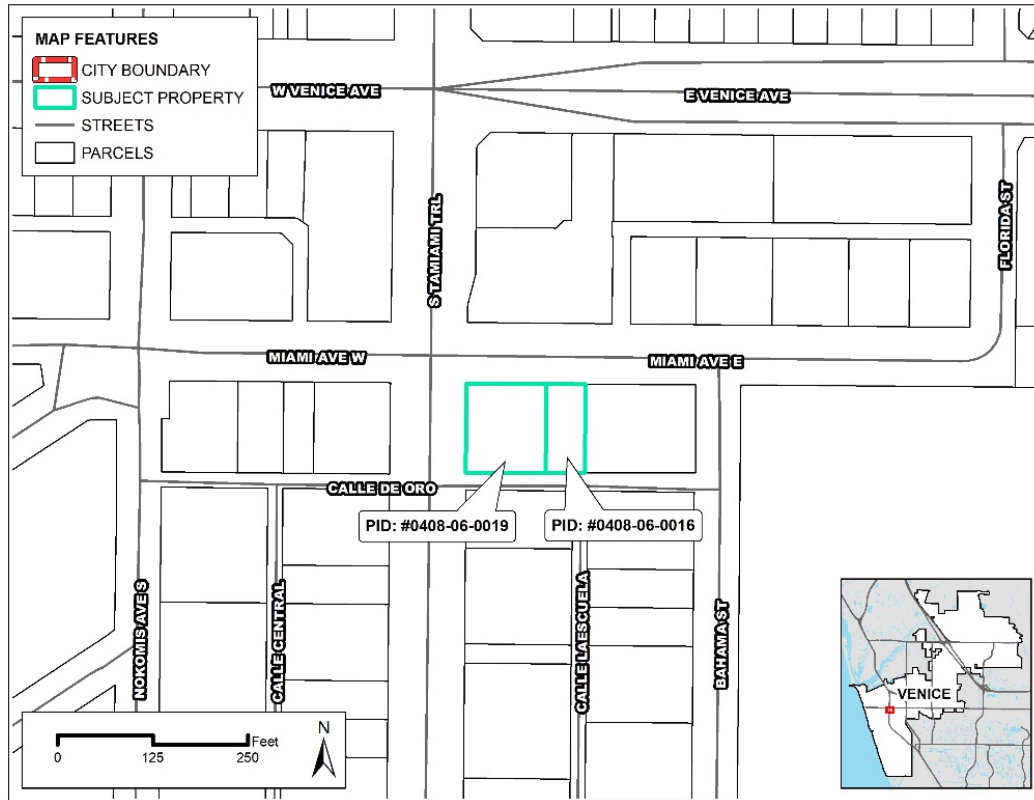 MAP FEATURES
CITY BOUNDARY
SUBJECT PROPERTY
STREETS
PARCELS
W VENICE AVE
E VENICE AVE
S TAMIAMI TRL
FLORIDA ST
MIAMI AVE W
MIAMI AVE E
CALLE DE ORO
PID: #0408-06-0019
PID: #0408-06-0016
NOKOMIS AVE S
CALLE CENTRAL
CALLE LAESCUELA
BAHAMA ST
VENICE
N
Feet
0 125 250